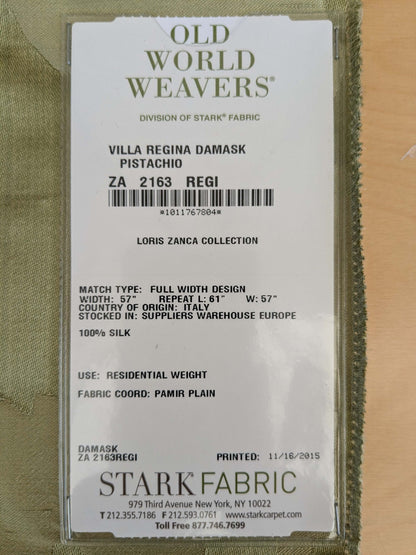 OLD
WORLD
WEAVERS®
DIVISION OF STARK® FABRIC
VILLA REGINA DAMASK
PISTACHIO
ZA 2163 REGI
*1011767804*
LORIS ZANCA COLLECTION
MATCH TYPE: FULL WIDTH DESIGN
WIDTH: 57" REPEAT L: 61" W: 57"
COUNTRY OF ORIGIN: ITALY
STOCKED IN: SUPPLIERS WAREHOUSE EUROPE
100% SILK
USE: RESIDENTIAL WEIGHT
FABRIC COORD: PAMIR PLAIN
DAMASK
ZA 2163REGI PRINTED: 11/16/2015
STARK® FABRIC
979 Third Avenue New York, NY 10022
T 212.355.7186 F 212.593.0761 www.starkcarpet.com
Toll Free 877.746.7699